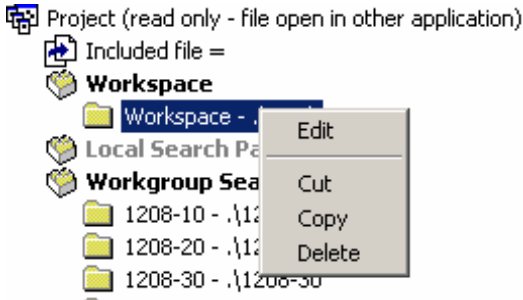 Project (read only - file open in other application)
Included file =
Workspace
Workspace - .\
Edit
Local Search Pa
Cut
Workgroup Sea
Copy
1208-10 - .\12
1208-20 - .\12
Delete
1208-30 - .\1208-30